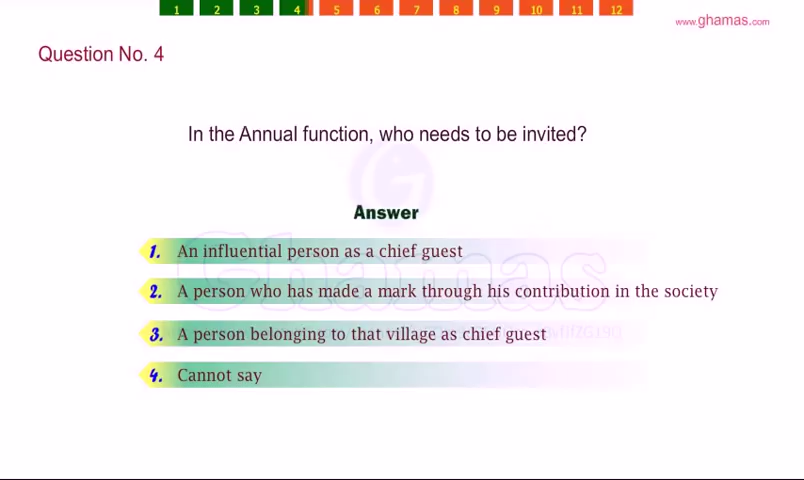 1 2 3 4 5 6 7 8 9 10 11 12
www.ghamas.com
Question No. 4
In the Annual function, who needs to be invited?
Answer
1. An influential person as a chief guest
2. A person who has made a mark through his contribution in the society
3. A person belonging to that village as chief guest
4. Cannot say
Ghamas